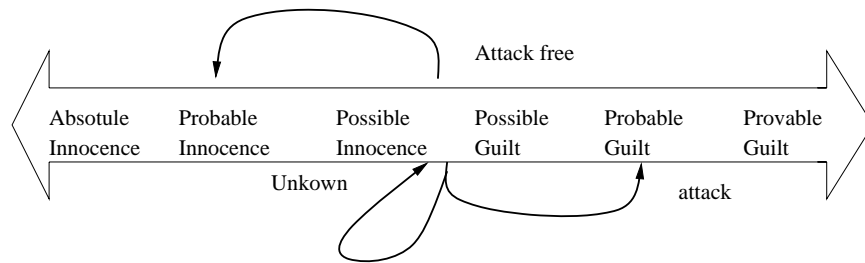 Attack free
Absotule Probable Possible Possible Probable Provable
Innocence Innocence Innocence Guilt Guilt Guilt
Unkown
attack